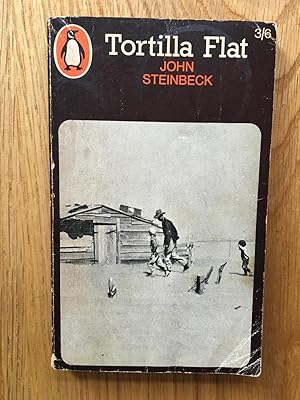 Tortilla Flat
3/6
JOHN
STEINBECK